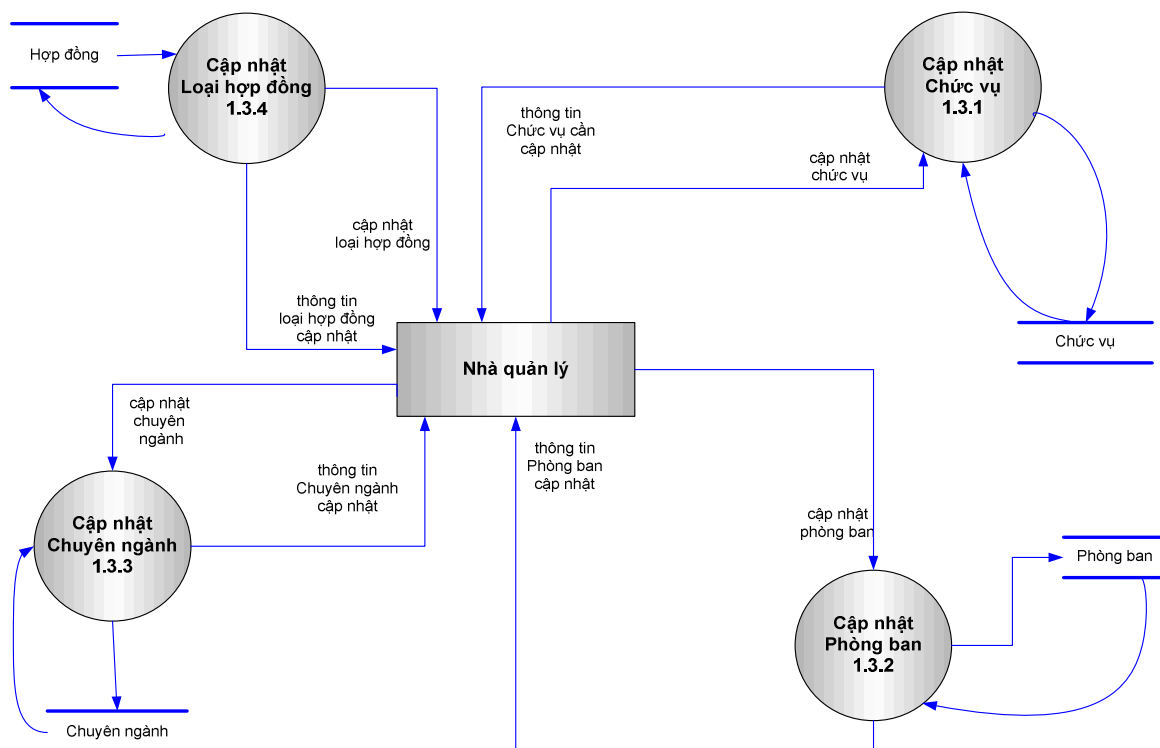 Hợp đồng
Cập nhật
Loại hợp đồng
1.3.4
Cập nhật
Chức vụ
1.3.1
thông tin
Chức vụ cần
cập nhật
cập nhật
chức vụ
cập nhật
loại hợp đồng
thông tin
loại hợp đồng
cập nhật
Chức vụ
Nhà quản lý
cập nhật
chuyên
ngành
thông tin
Chuyên ngành
cập nhật
thông tin
Phòng ban
cập nhật
cập nhật
phòng ban
Cập nhật
Chuyên ngành
1.3.3
Phòng ban
Cập nhật
Phòng ban
1.3.2
Chuyên ngành